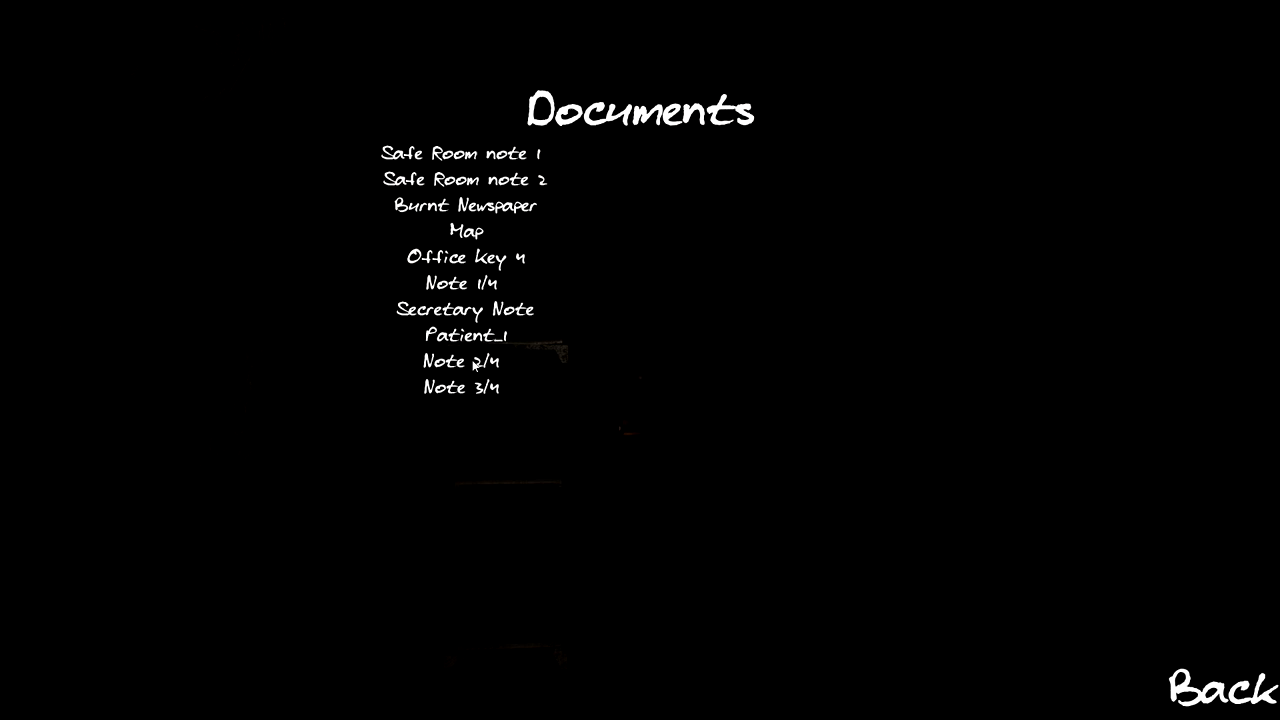 Documents
Safe Room note 1
Safe Room note 2
Burnt Newspaper
Map
Office Key 4
Note 1/4
Secretary Note
Patient_1
Note 2/4
Note 3/4
Back